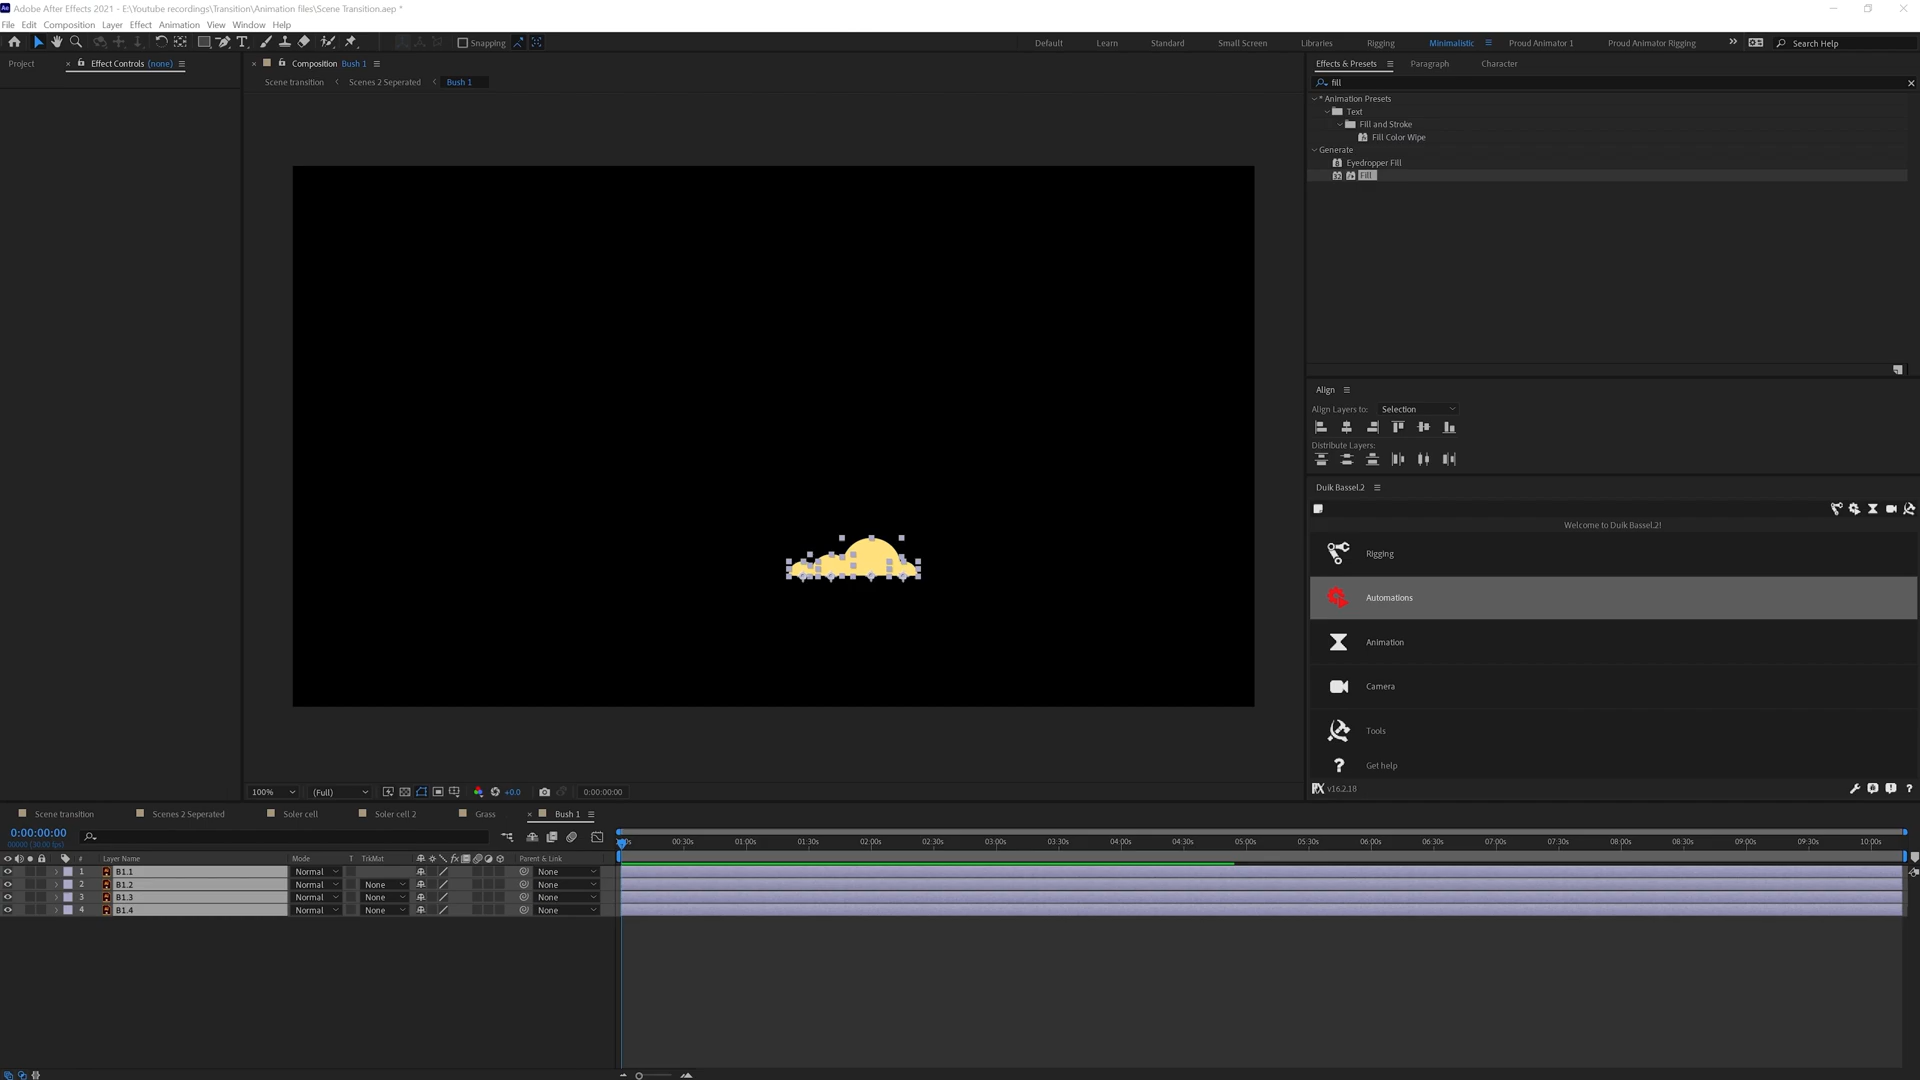 Adobe After Effects 2021 - E:\Youtube recordings\Transition\Animation files\Scene Transition.aep *
File Edit Composition Layer Effect Animation View Window Help
Snapping
Default Learn Standard Small Screen Libraries Rigging Minimalistic Proud Animator 1 Proud Animator Rigging Search Help
Project Effect Controls (none) Composition Bush 1 Effects & Presets Paragraph Character
Scene transition Scenes 2 Seperated Bush 1
fill
* Animation Presets
Text
Fill and Stroke
Fill Color Wipe
Generate
Eyedropper Fill
Fill
Align
Align Layers to: Selection
Distribute Layers:
Duik Bassel.2
Welcome to Duik Bassel.2!
Rigging
Automations
Animation
Camera
Tools
Get help
v16.2.18
100% (Full) +0.0 0:00:00:00
Scene transition Scenes 2 Seperated Soler cell Soler cell 2 Grass Bush 1
0:00:00:00
00000 (30.00 fps)
00:30s 01:00s 01:30s 02:00s 02:30s 03:00s 03:30s 04:00s 04:30s 05:00s 05:30s 06:00s 06:30s 07:00s 07:30s 08:00s 08:30s 09:00s 09:30s 10:00s
# Layer Name Mode T TrkMat fx Parent & Link
1 B1.1 Normal None
2 B1.2 Normal None None
3 B1.3 Normal None None
4 B1.4 Normal None None